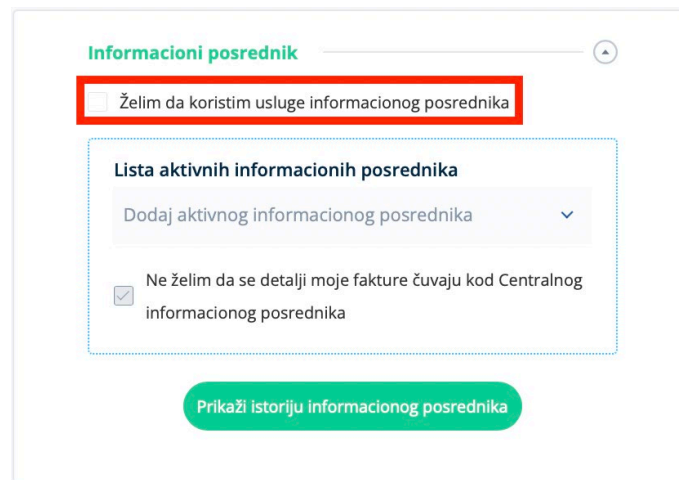 Informacioni posrednik
Želim da koristim usluge informacionog posrednika
Lista aktivnih informacionih posrednika
Dodaj aktivnog informacionog posrednika
Ne želim da se detalji moje fakture čuvaju kod Centralnog
informacionog posrednika
Prikaži istoriju informacionog posrednika